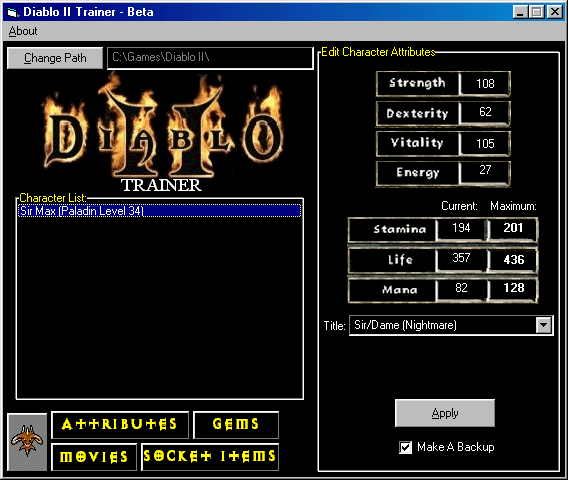 Diablo II Trainer - Beta
About
Change Path
C:\Games\Diablo II\
DIABLO
II
TRAINER
Character List:
Sir Max (Paladin Level 34)
ATTRIBUTES
GEMS
MOVIES
SOCKET ITEMS
Edit Character Attributes
Strength 108
Dexterity 62
Vitality 105
Energy 27
Current: Maximum:
Stamina 194 201
Life 357 436
Mana 82 128
Title: Sir/Dame (Nightmare)
Apply
Make A Backup